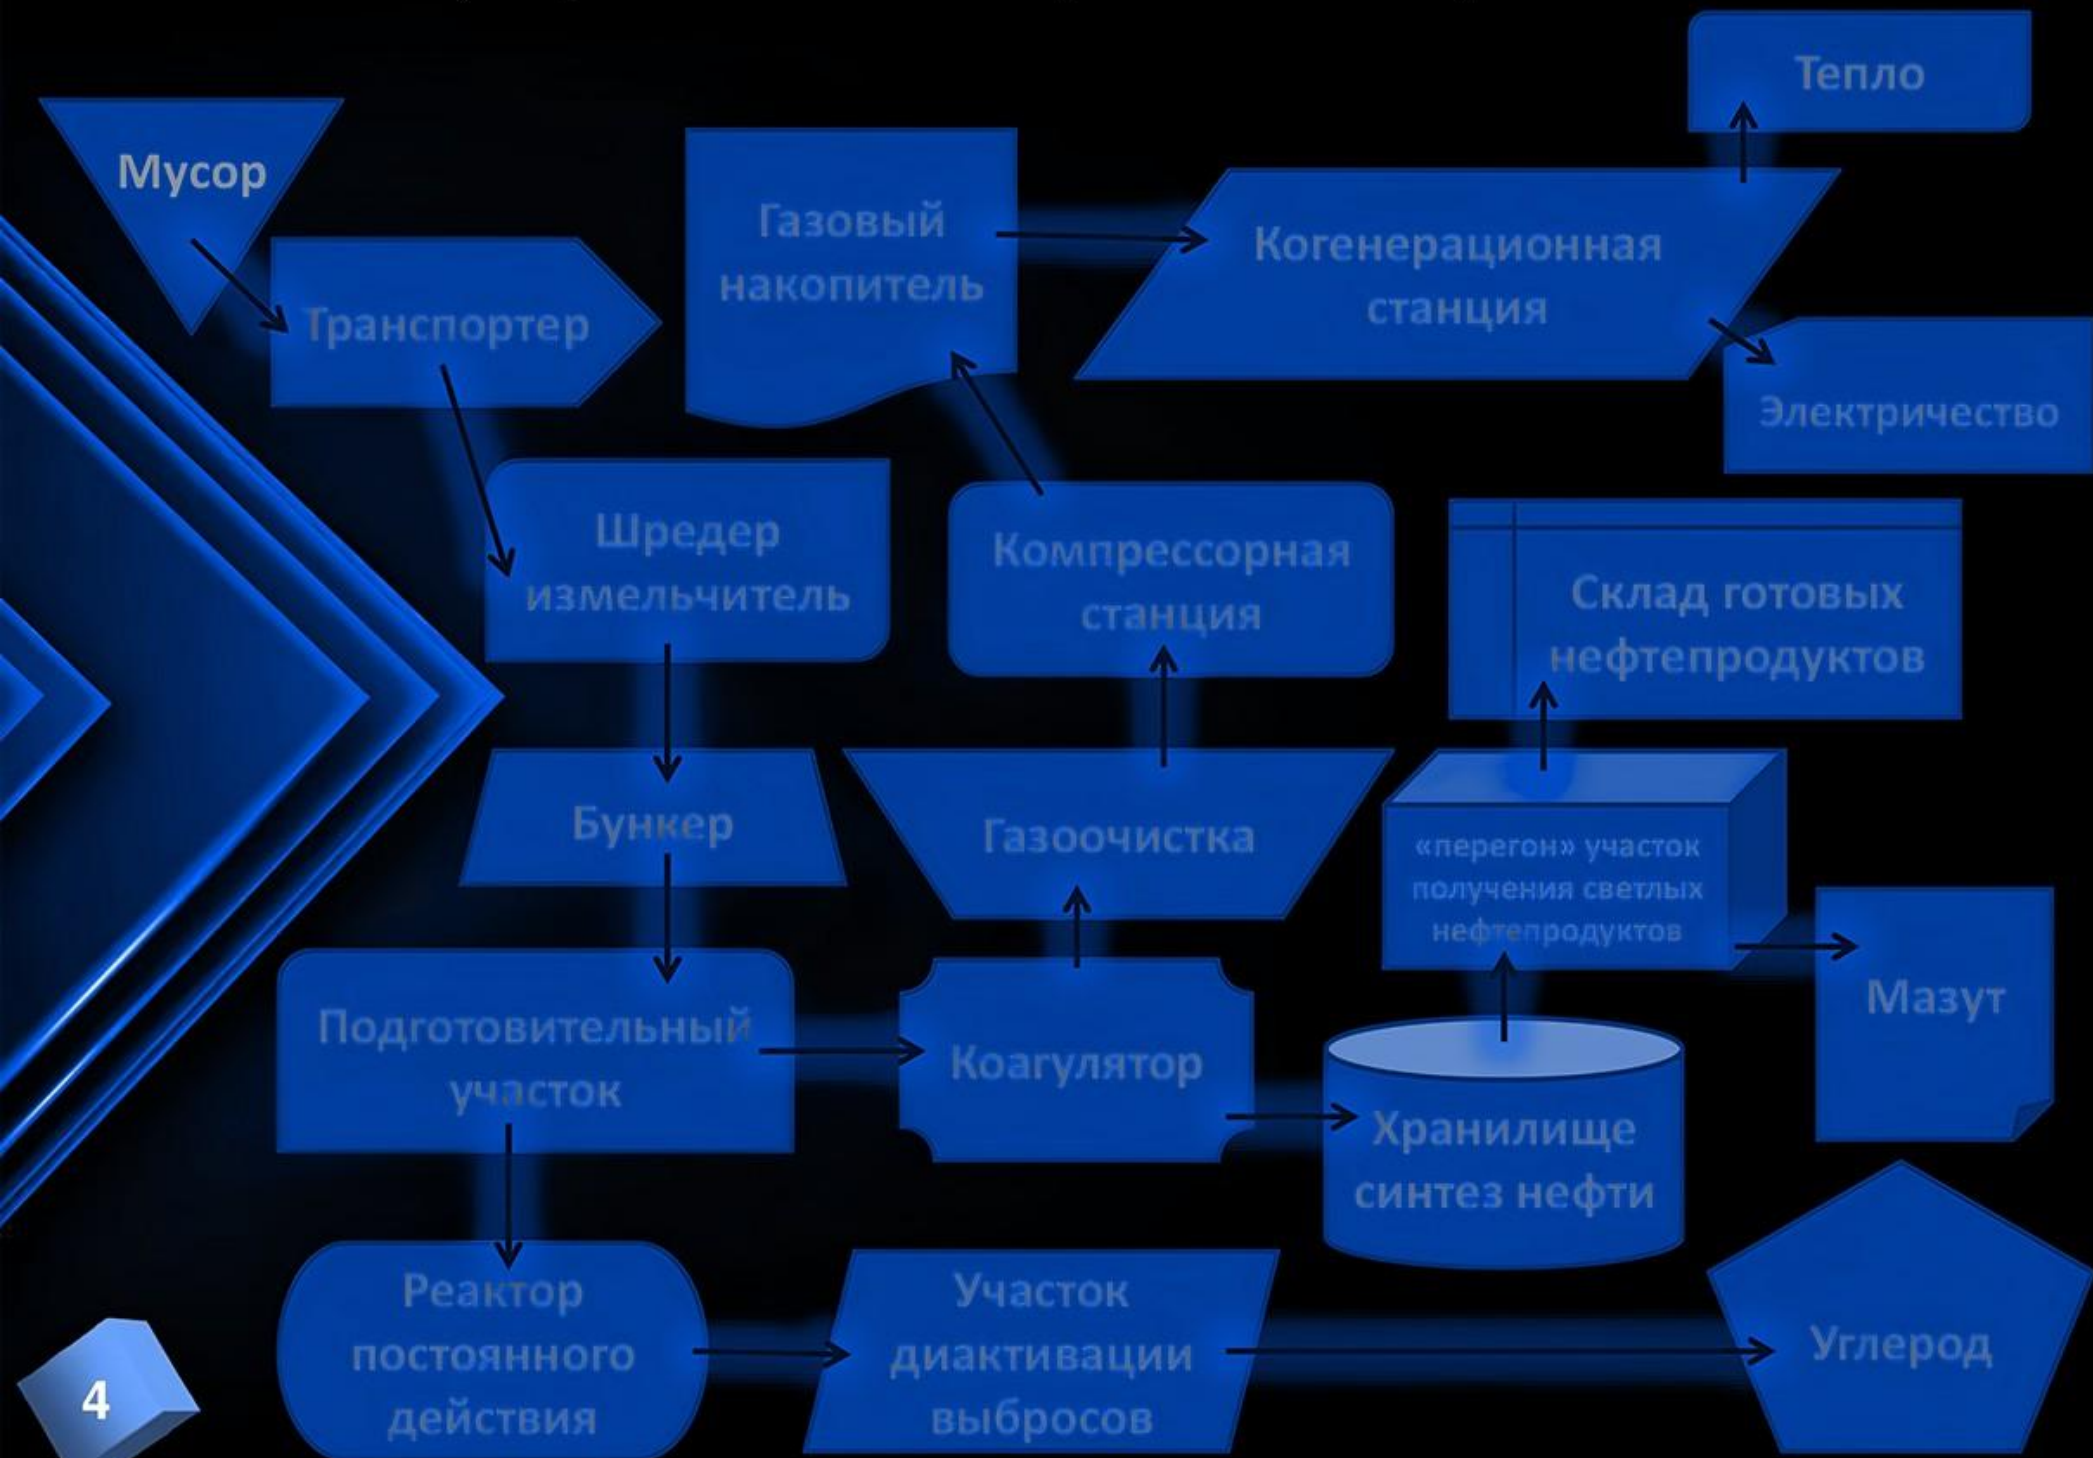 Тепло
Мусор
Газовый
накопитель
Когенерационная
станция
Транспортер
Электричество
Шредер
измельчитель
Компрессорная
станция
Склад готовых
нефтепродуктов
Бункер
Газоочистка
«перегон» участок
получения светлых
нефтепродуктов
Мазут
Подготовительный
участок
Коагулятор
Хранилище
синтез нефти
Реактор
постоянного
действия
Участок
диактивации
выбросов
Углерод
4